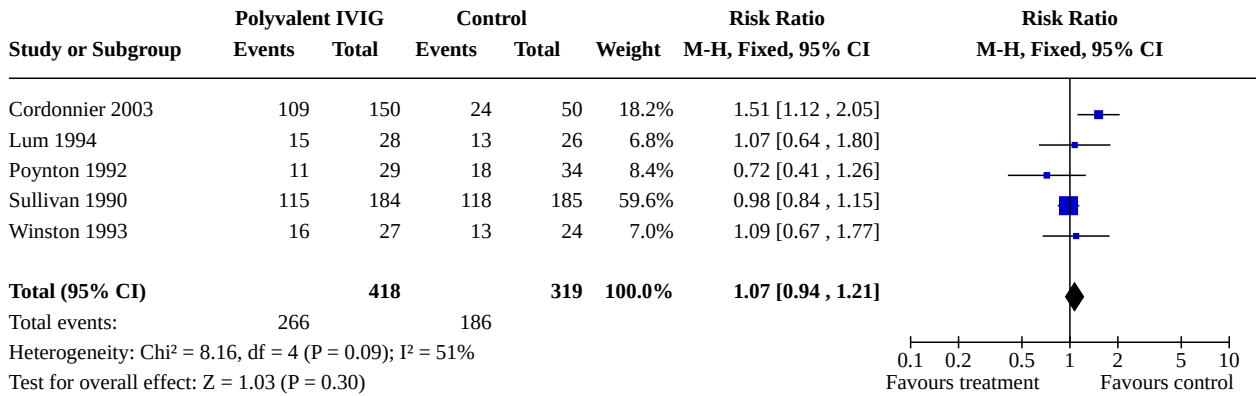 Polyvalent IVIG Control Risk Ratio Risk Ratio
Study or Subgroup Events Total Events Total Weight M-H, Fixed, 95% CI M-H, Fixed, 95% CI
Cordonnier 2003 109 150 24 50 18.2% 1.51 [1.12 , 2.05]
Lum 1994 15 28 13 26 6.8% 1.07 [0.64 , 1.80]
Poynton 1992 11 29 18 34 8.4% 0.72 [0.41 , 1.26]
Sullivan 1990 115 184 118 185 59.6% 0.98 [0.84 , 1.15]
Winston 1993 16 27 13 24 7.0% 1.09 [0.67 , 1.77]
Total (95% CI) 418 319 100.0% 1.07 [0.94 , 1.21]
Total events: 266 186
Heterogeneity: Chi² = 8.16, df = 4 (P = 0.09); I² = 51%
0.1 0.2 0.5 1 2 5 10
Test for overall effect: Z = 1.03 (P = 0.30) Favours treatment Favours control